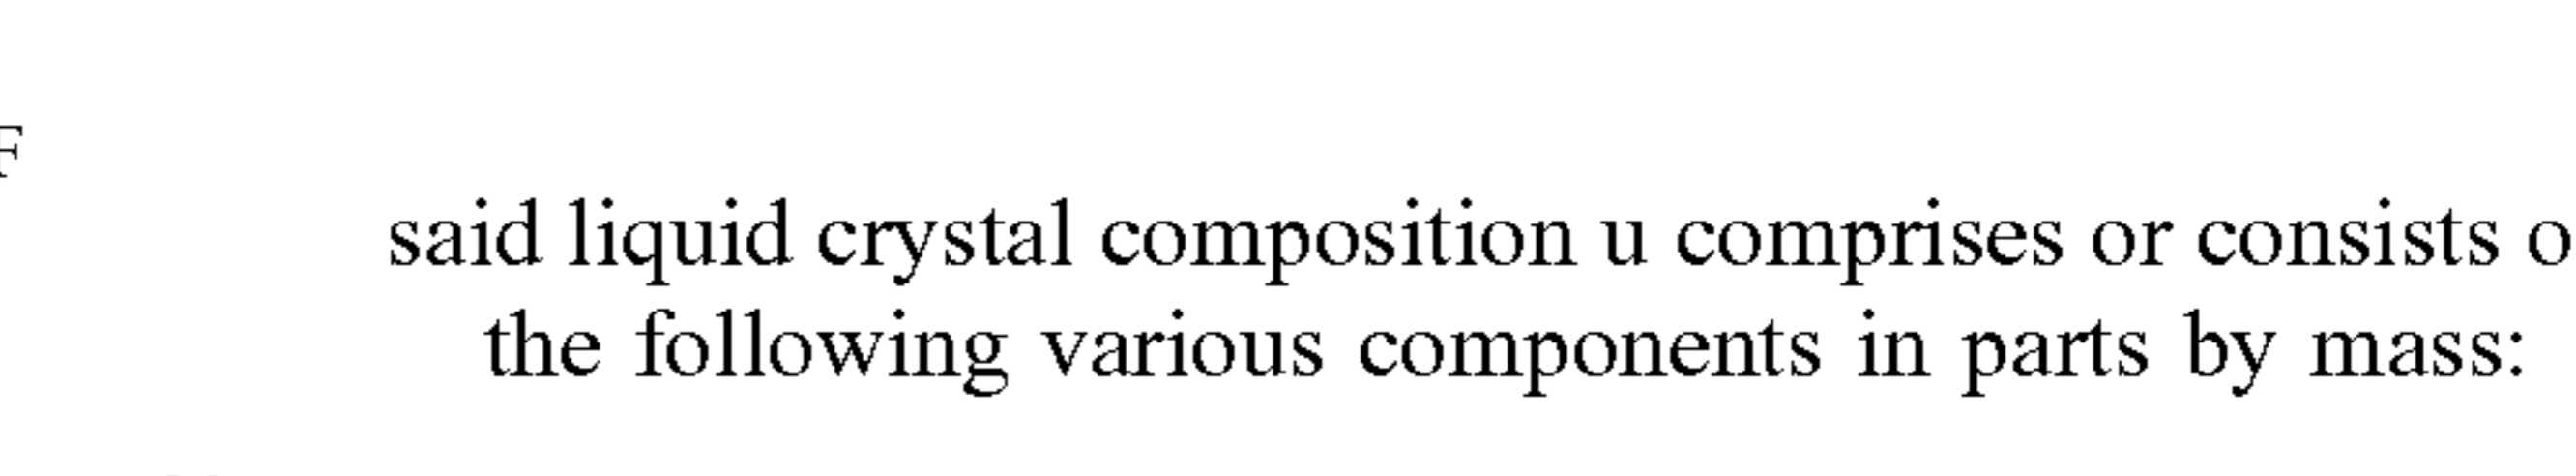 F
said liquid crystal composition u comprises or consists o
the following various components in parts by mass: